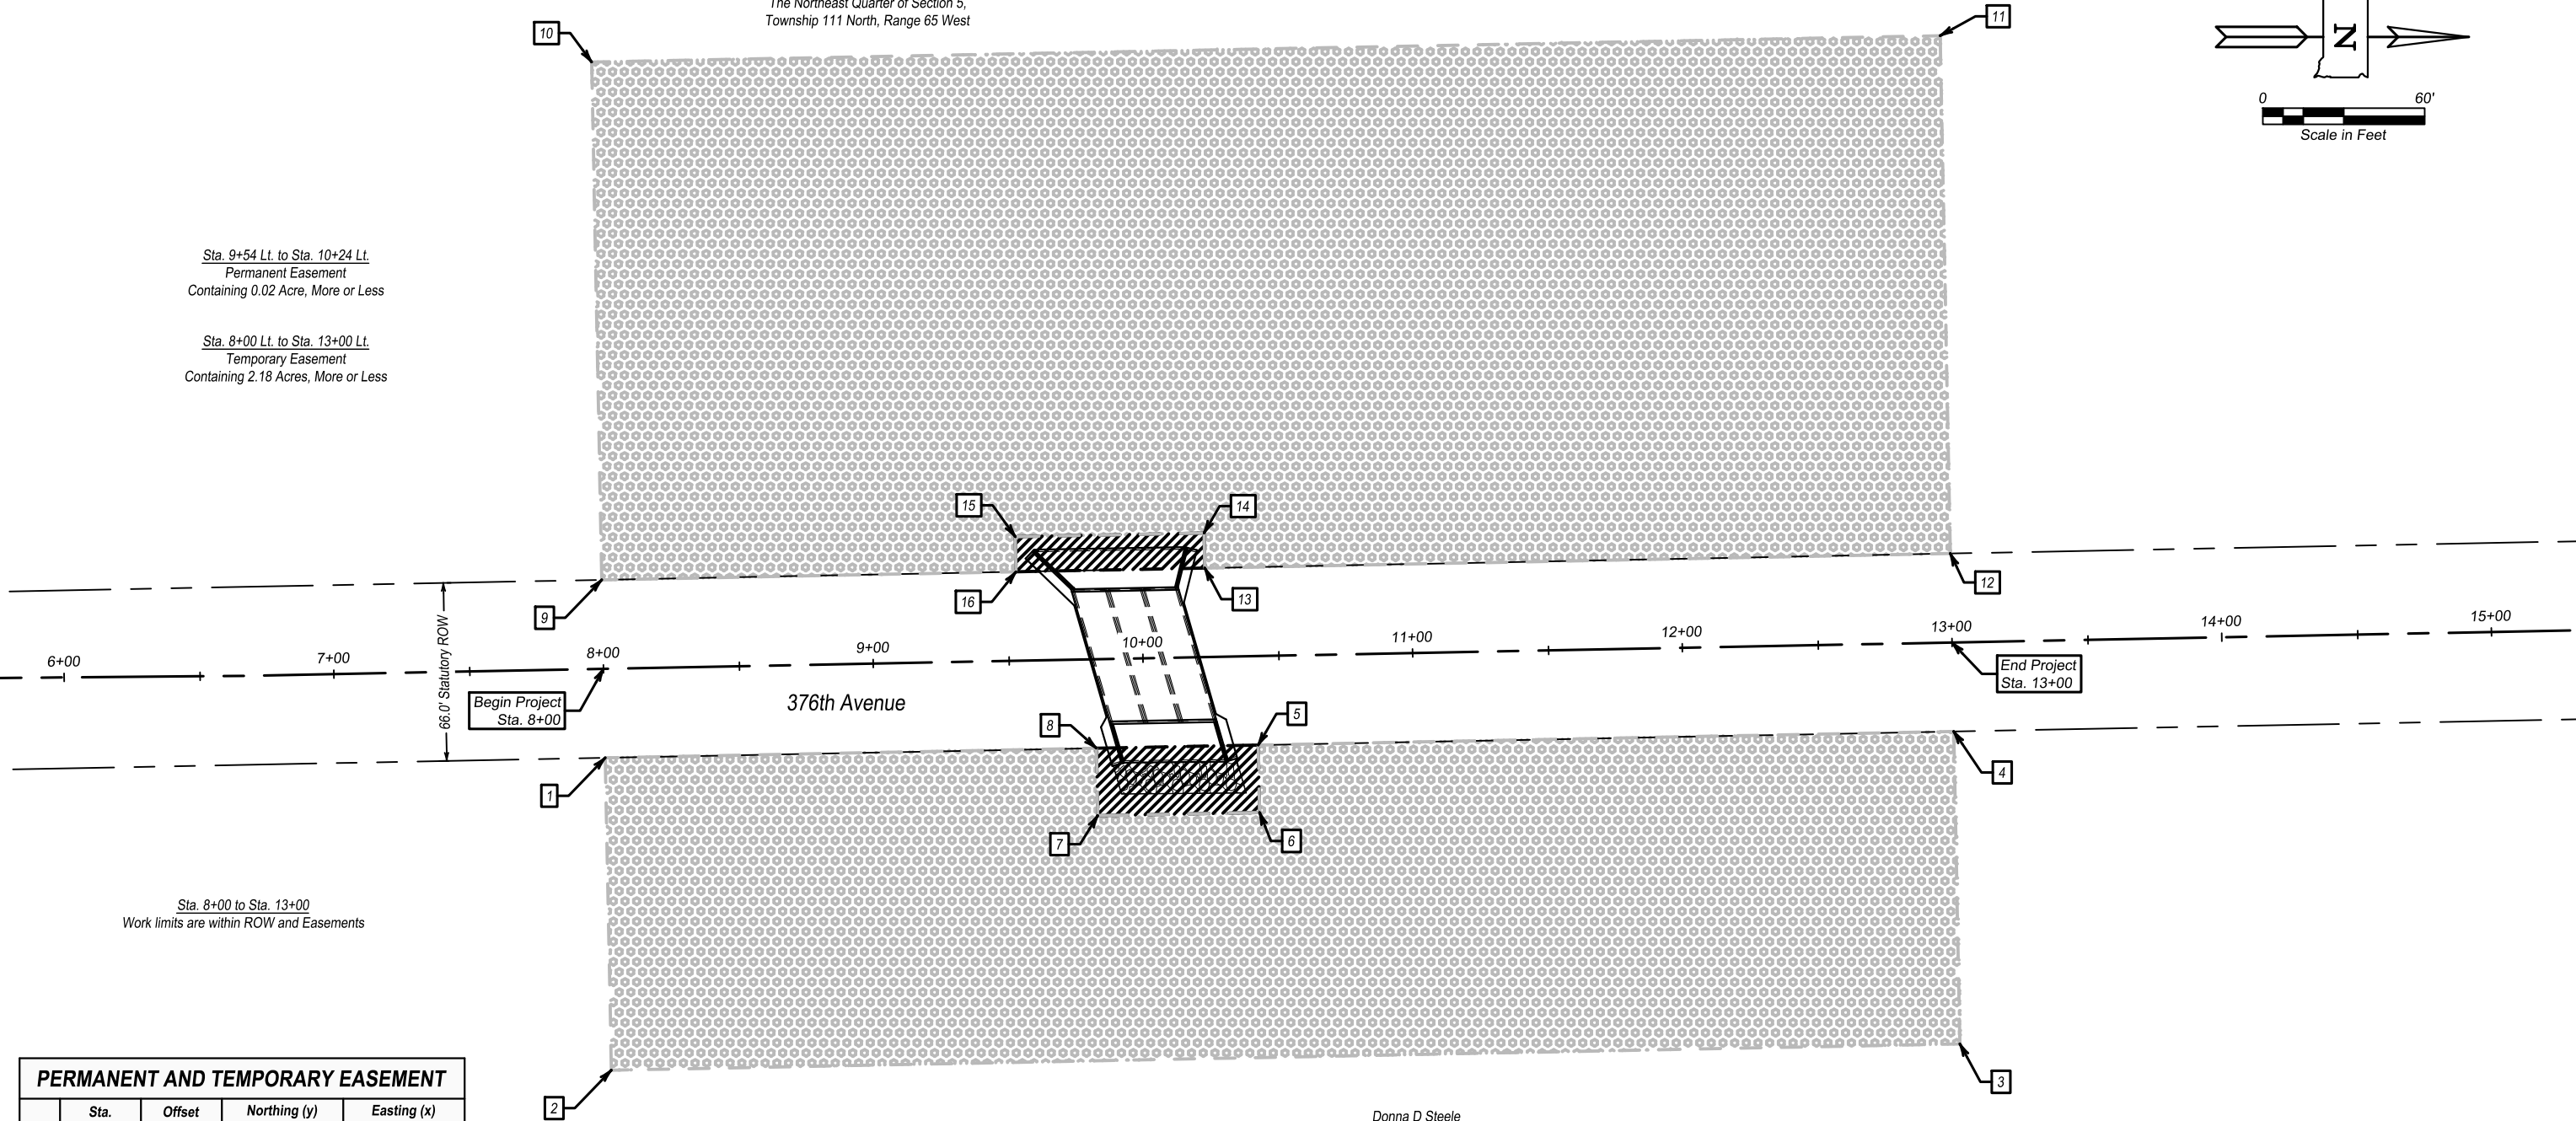 The Northeast Quarter of Section 5,
Township 111 North, Range 65 West
10
11
N
0 60'
Scale in Feet
Sta. 9+54 Lt. to Sta. 10+24 Lt.
Permanent Easement
Containing 0.02 Acre, More or Less
Sta. 8+00 Lt. to Sta. 13+00 Lt.
Temporary Easement
Containing 2.18 Acres, More or Less
15
14
16
13
9
12
66.0' Statutory ROW
6+00
7+00
8+00
9+00
10+00
11+00
12+00
13+00
14+00
15+00
Begin Project
Sta. 8+00
376th Avenue
End Project
Sta. 13+00
8
5
1
4
7
6
Sta. 8+00 to Sta. 13+00
Work limits are within ROW and Easements
2
3
PERMANENT AND TEMPORARY EASEMENT
Sta. Offset Northing (y) Easting (x)
Donna D Steele